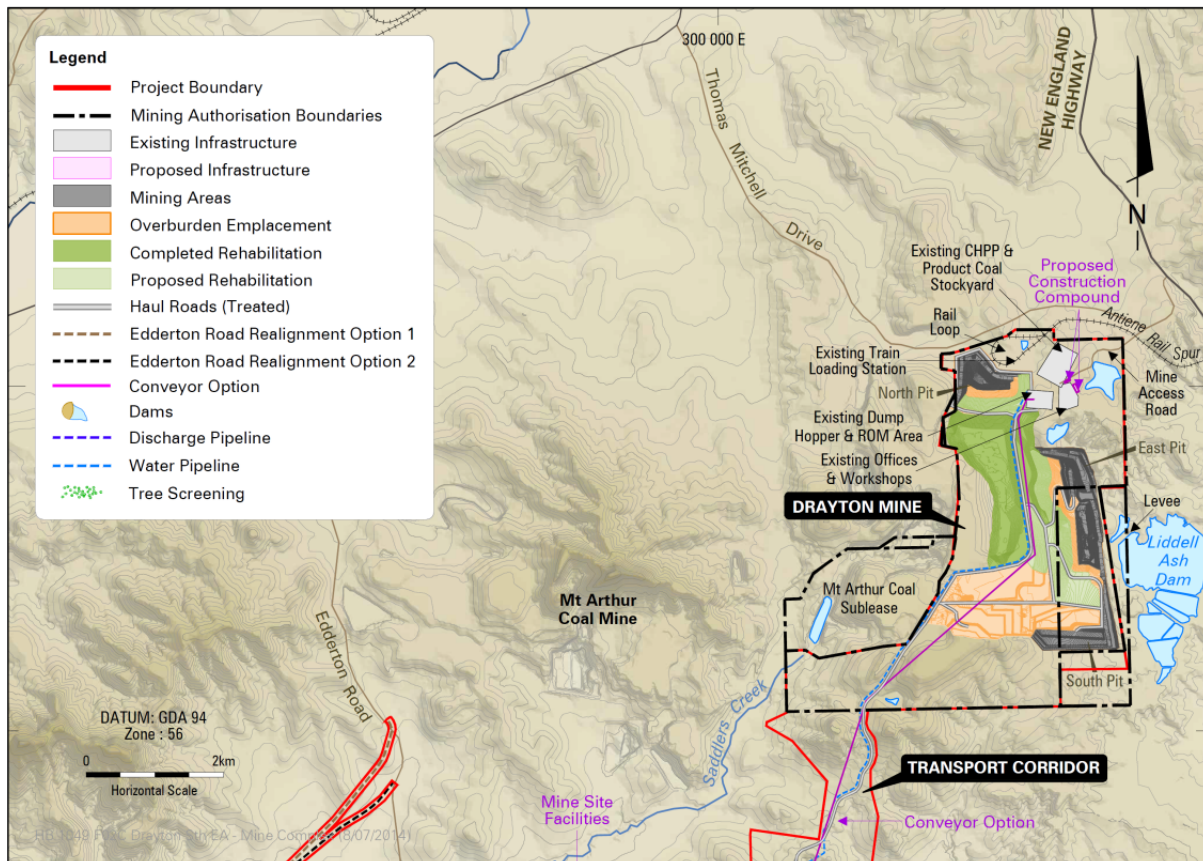 Legend
Project Boundary
Mining Authorisation Boundaries
Existing Infrastructure
Proposed Infrastructure
Mining Areas
Overburden Emplacement
Completed Rehabilitation
Proposed Rehabilitation
Haul Roads (Treated)
Edderton Road Realignment Option 1
Edderton Road Realignment Option 2
Conveyor Option
Dams
Discharge Pipeline
Water Pipeline
Tree Screening
300 000 E
Thomas Mitchell Drive
NEW ENGLAND
HIGHWAY
N
Existing CHPP &
Product Coal
Stockyard
Proposed
Construction
Compound
Antiene Rail Spur
Rail
Loop
Existing Train
Loading Station
North Pit
Mine
Access
Road
Existing Dump
Hopper & ROM Area
Existing Offices
& Workshops
East Pit
DRAYTON MINE
Levee
Liddell
Ash
Dam
Mt Arthur Coal
Sublease
Mt Arthur
Coal Mine
South Pit
Edderton Road
Saddlers Creek
DATUM: GDA 94
Zone : 56
0
2km
Horizontal Scale
TRANSPORT CORRIDOR
Mine Site
Facilities
Conveyor Option
Drayton Sth EA - Mine